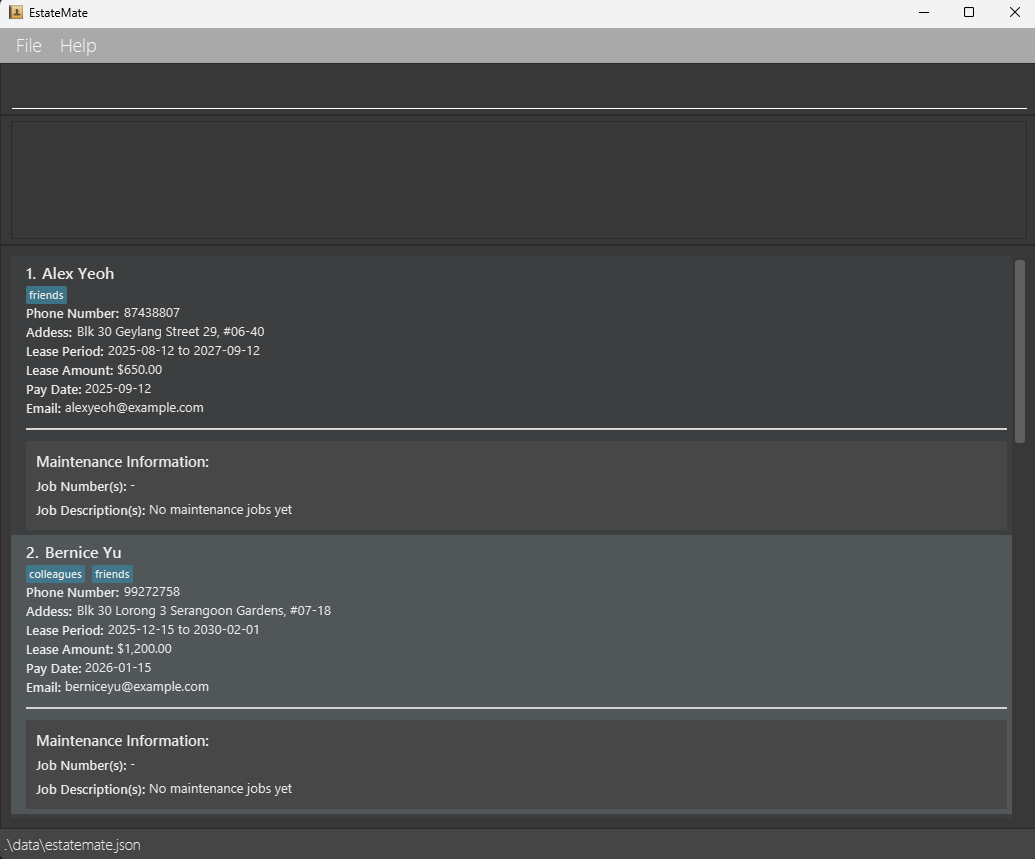 EstateMate
File Help
1. Alex Yeoh
friends
Phone Number: 87438807
Addess: Blk 30 Geylang Street 29, #06-40
Lease Period: 2025-08-12 to 2027-09-12
Lease Amount: $650.00
Pay Date: 2025-09-12
Email: alexyeoh@example.com
Maintenance Information:
Job Number(s): -
Job Description(s): No maintenance jobs yet
2. Bernice Yu
colleagues friends
Phone Number: 99272758
Addess: Blk 30 Lorong 3 Serangoon Gardens, #07-18
Lease Period: 2025-12-15 to 2030-02-01
Lease Amount: $1,200.00
Pay Date: 2026-01-15
Email: berniceyu@example.com
Maintenance Information:
Job Number(s): -
Job Description(s): No maintenance jobs yet
.\data\estatemate.json